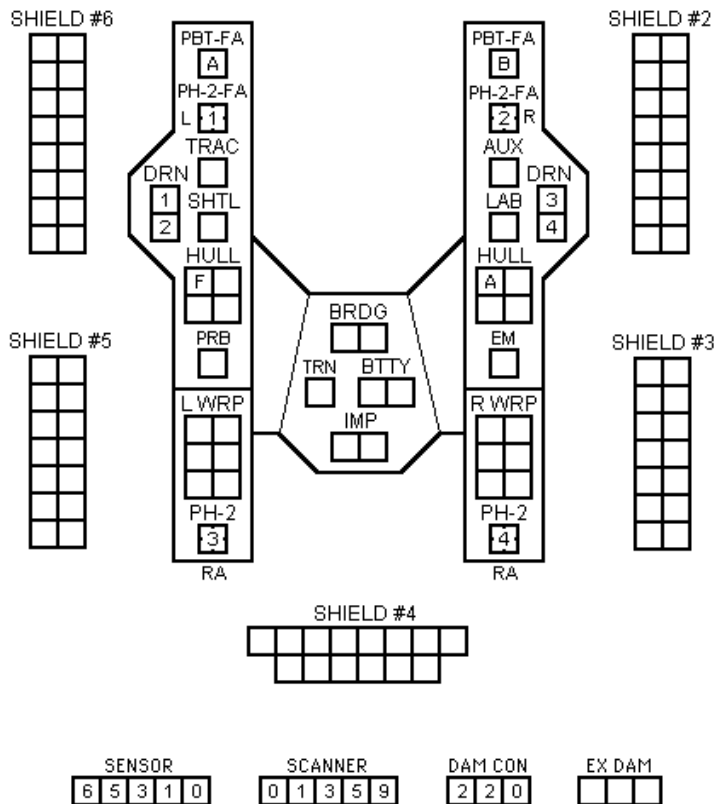 SHIELD #6
SHIELD #2
PBT-FA
A
PH-2-FA
L 1
TRAC
DRN
1
2
SHTL
HULL
F
PRB
L WRP
PH-2
3
RA
PBT-FA
B
PH-2-FA
2 R
AUX
DRN
3
4
LAB
HULL
A
EM
R WRP
PH-2
4
RA
BRDG
TRN
BTTY
IMP
SHIELD #5
SHIELD #3
SHIELD #4
SENSOR
6 5 3 1 0
SCANNER
0 1 3 5 9
DAM CON
2 2 0
EX DAM